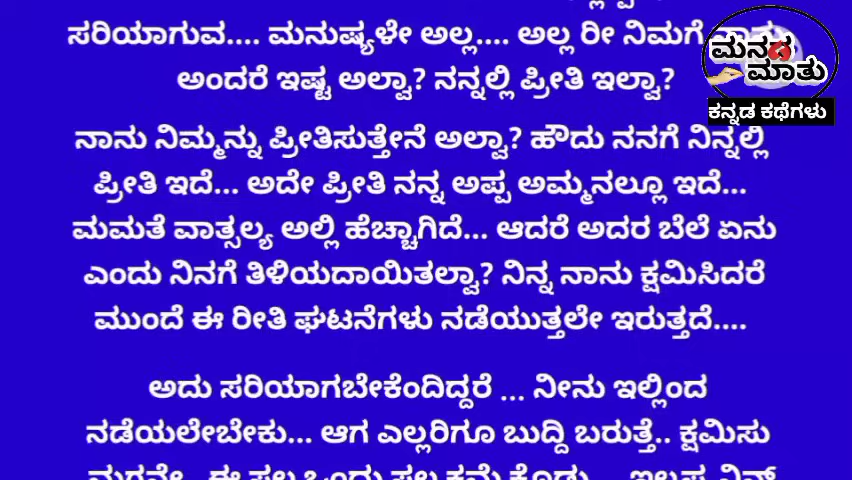 ಸರಿಯಾಗುವ.... ಮನುಷ್ಯಳೇ ಅಲ್ಲ.... ಅಲ್ಲ ರೀ ನಿಮಗೆ
ಅಂದರೆ ಇಷ್ಟ ಅಲ್ವಾ? ನನ್ನಲ್ಲಿ ಪ್ರೀತಿ ಇಲ್ವಾ?
ಮನದ ಮಾತು
ಕನ್ನಡ ಕಥೆಗಳು
ನಾನು ನಿಮ್ಮನ್ನು ಪ್ರೀತಿಸುತ್ತೇನೆ ಅಲ್ವಾ? ಹೌದು ನನಗೆ ನಿನ್ನಲ್ಲಿ
ಪ್ರೀತಿ ಇದೆ... ಅದೇ ಪ್ರೀತಿ ನನ್ನ ಅಪ್ಪ ಅಮ್ಮನಲ್ಲೂ ಇದೆ...
ಮಮತೆ ವಾತ್ಸಲ್ಯ ಅಲ್ಲಿ ಹೆಚ್ಚಾಗಿದೆ... ಆದರೆ ಅದರ ಬೆಲೆ ಏನು
ಎಂದು ನಿನಗೆ ತಿಳಿಯದಾಯಿತಲ್ವಾ? ನಿನ್ನ ನಾನು ಕ್ಷಮಿಸಿದರೆ
ಮುಂದೆ ಈ ರೀತಿ ಘಟನೆಗಳು ನಡೆಯುತ್ತಲೇ ಇರುತ್ತದೆ....
ಅದು ಸರಿಯಾಗಬೇಕೆಂದಿದ್ದರೆ ... ನೀನು ಇಲ್ಲಿಂದ
ನಡೆಯಲೇಬೇಕು... ಆಗ ಎಲ್ಲರಿಗೂ ಬುದ್ದಿ ಬರುತ್ತೆ.. ಕ್ಷಮಿಸು